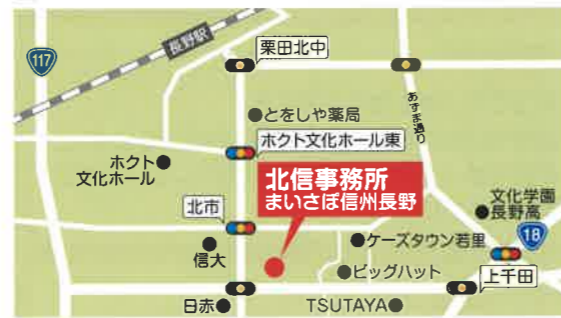 117
長野駅
栗田北中
あずま通り
とをしや薬局
ホクト文化ホール東
ホクト
文化ホール
北信事務所
まいさぽ信州長野
文化学園
長野高
18
北市
信大
ケーズタウン若里
ビッグハット
上千田
日赤
TSUTAYA